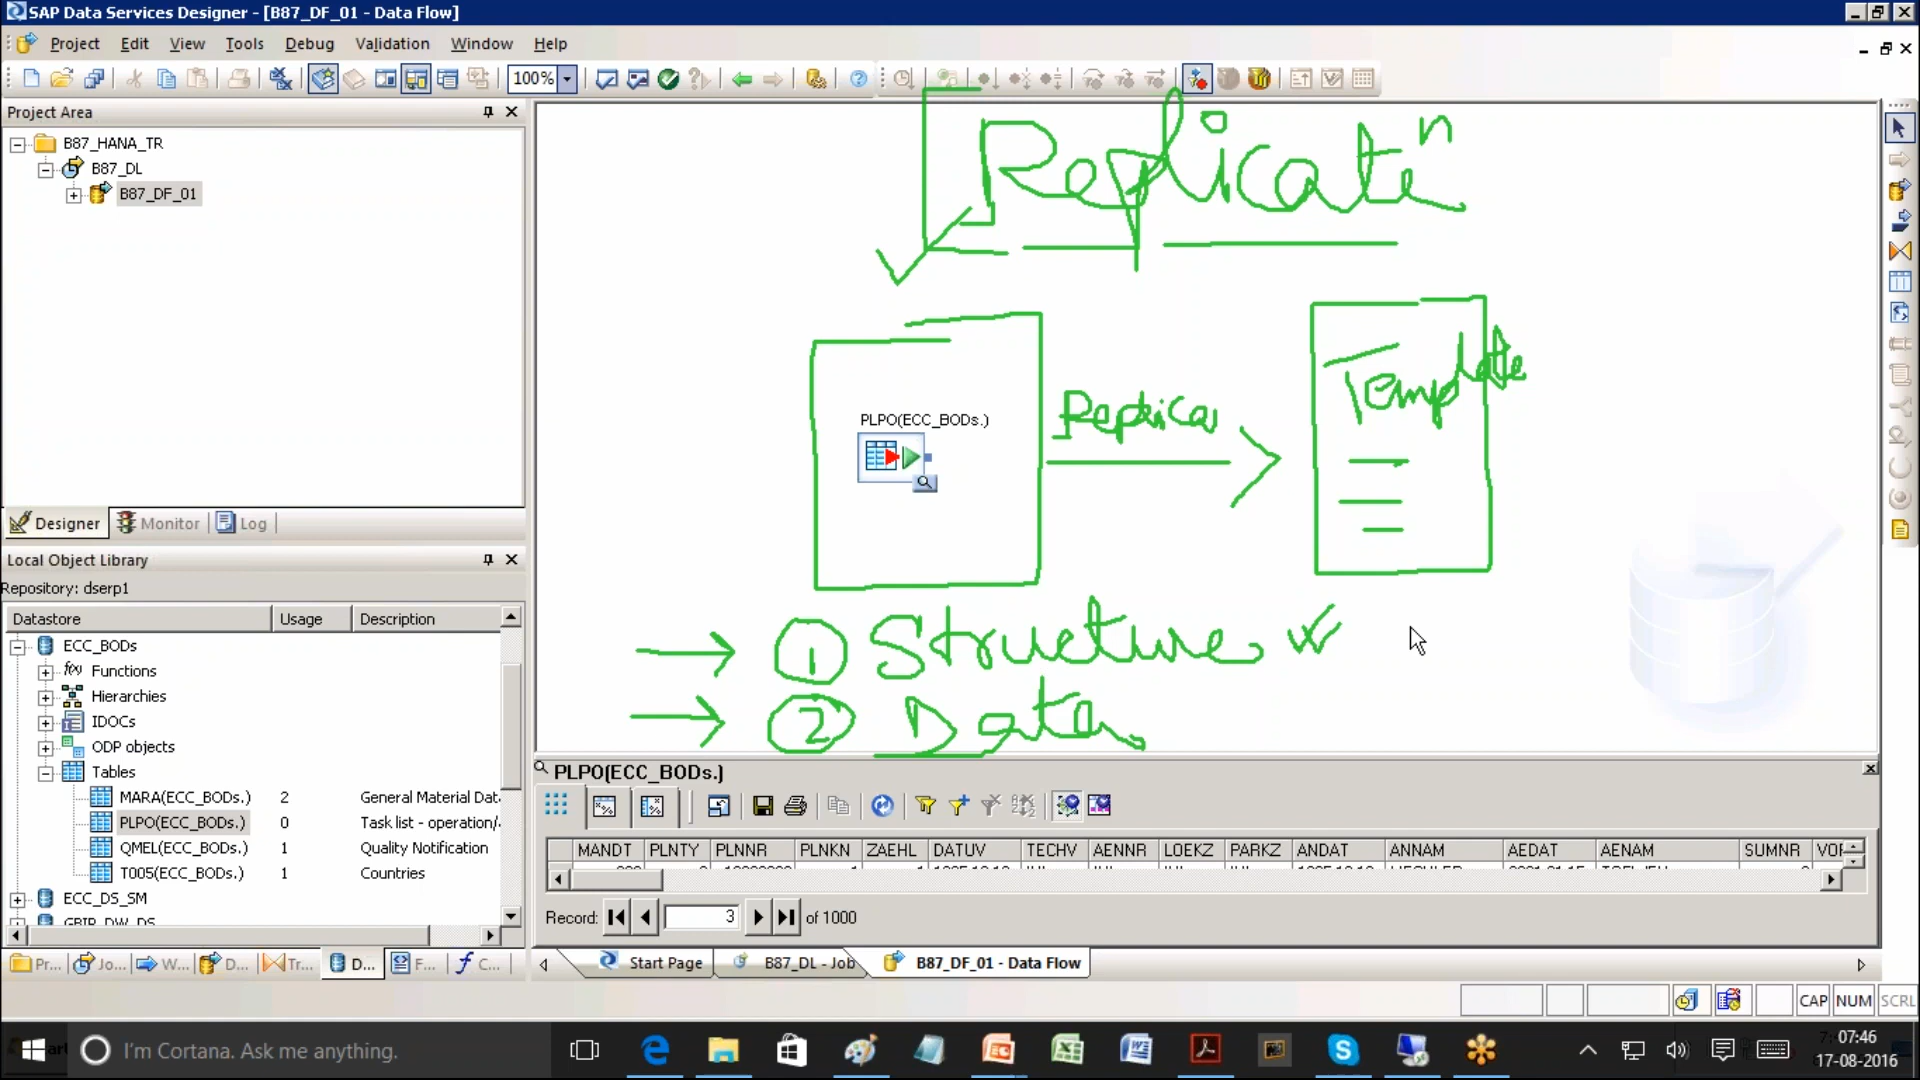 SAP Data Services Designer - [B87_DF_01 - Data Flow]
Project Edit View Tools Debug Validation Window Help
100%
Project Area
B87_HANA_TR
B87_DL
B87_DF_01
Designer Monitor Log
Local Object Library
Repository: dserp1
Datastore Usage Description
ECC_BODs
Functions
Hierarchies
IDOCs
ODP objects
Tables
MARA(ECC_BODs.) 2 General Material Dat
PLPO(ECC_BODs.) 0 Task list - operation/
QMEL(ECC_BODs.) 1 Quality Notification
T005(ECC_BODs.) 1 Countries
ECC_DS_SM
Pr... Jo... W... D... Tr... D... F... C...
Replicate n
PLPO(ECC_BODs.)
Replica
Template
1 Structure
2 Data
PLPO(ECC_BODs.)
MANDT PLNTY PLNNR PLNKN ZAEHL DATUV TECHV AENNR LOEKZ PARKZ ANDAT ANNAM AEDAT AENAM SUMNR
Record: 3 of 1000
Start Page B87_DL - Job B87_DF_01 - Data Flow
CAP NUM SCRL
I'm Cortana. Ask me anything.
07:46
17-08-2016